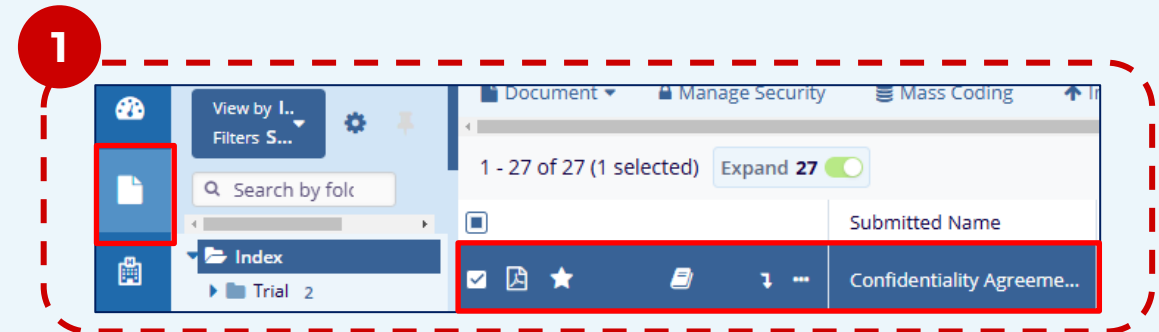 1
View by I..
Filters S...
Search by folc
Index
Trial 2
Document
Manage Security
Mass Coding
1 - 27 of 27 (1 selected)
Expand 27
Submitted Name
Confidentiality Agreeme...